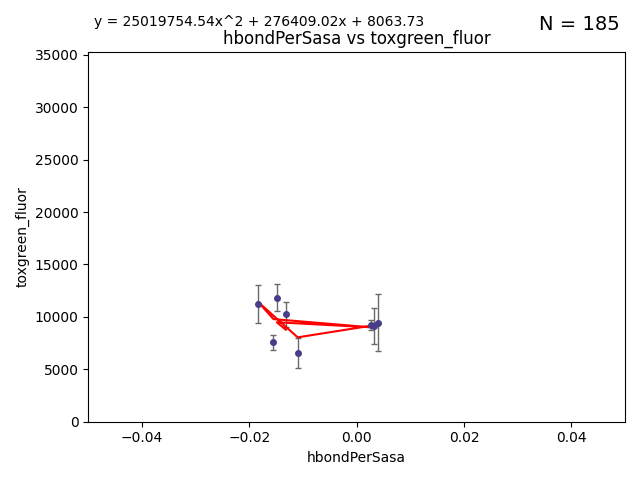 y = 25019754.54x^2 + 276409.02x + 8063.73
N = 185
hbondPerSasa vs toxgreen_fluor
35000
30000
25000
20000
15000
10000
5000
0
toxgreen_fluor
−0.04
−0.02
0.00
0.02
0.04
hbondPerSasa